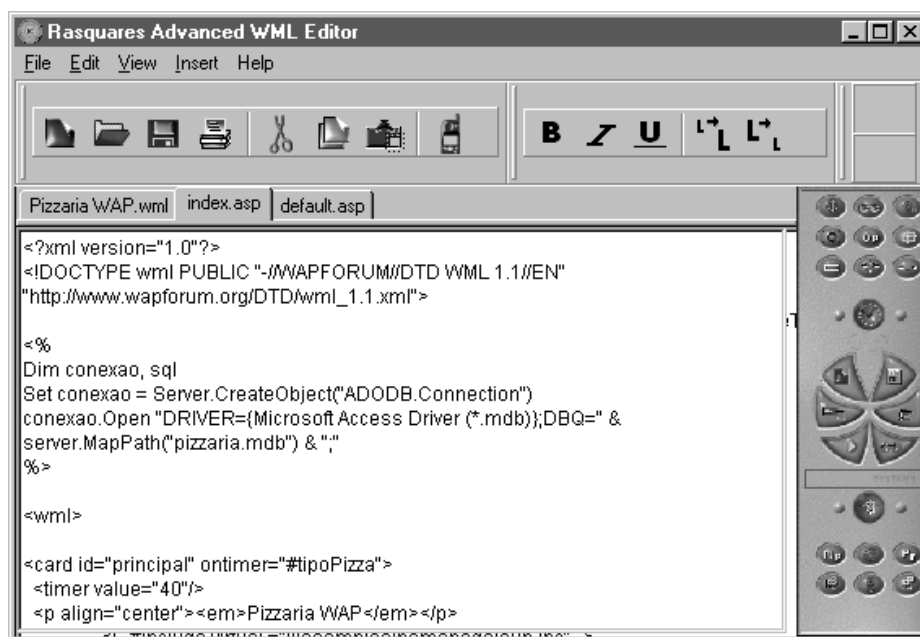 Rasquares Advanced WML Editor
File Edit View Insert Help
B I U L L L L
Pizzaria WAP.wml index.asp default.asp
<?xml version="1.0"?>
<!DOCTYPE wml PUBLIC "-//WAPFORUM//DTD WML 1.1//EN"
"http://www.wapforum.org/DTD/wml_1.1.xml">
<%
Dim conexao, sql
Set conexao = Server.CreateObject("ADODB.Connection")
conexao.Open "DRIVER={Microsoft Access Driver (*.mdb)};DBQ=" &
server.MapPath("pizzaria.mdb") & ";"
%>
<wml>
<card id="principal" ontimer="#tipoPizza">
<timer value="40"/>
<p align="center"><em>Pizzaria WAP</em></p>